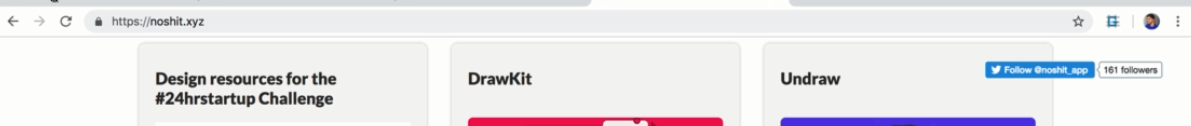 https://noshit.xyz
Design resources for the
#24hrstartup Challenge
DrawKit
Undraw
Follow @noshit_app
161 followers